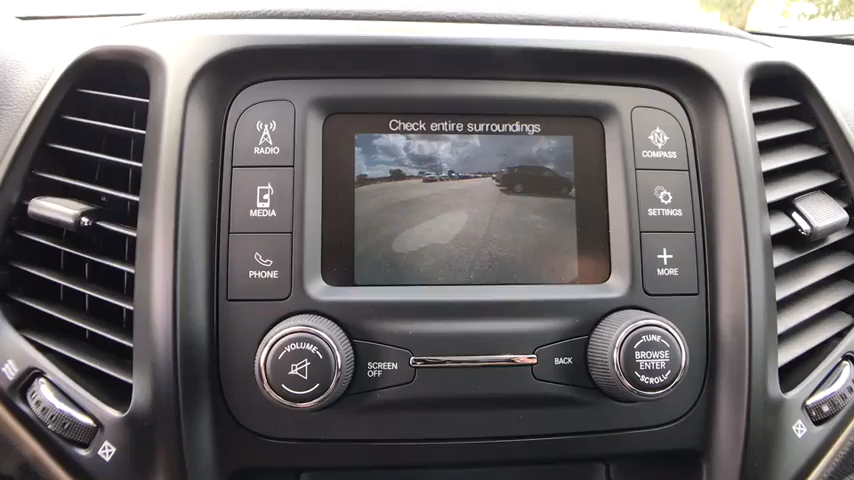 Check entire surroundings
RADIO
MEDIA
PHONE
N
COMPASS
SETTINGS
MORE
VOLUME
SCREEN
OFF
BACK
TUNE
BROWSE
ENTER
SCROLL